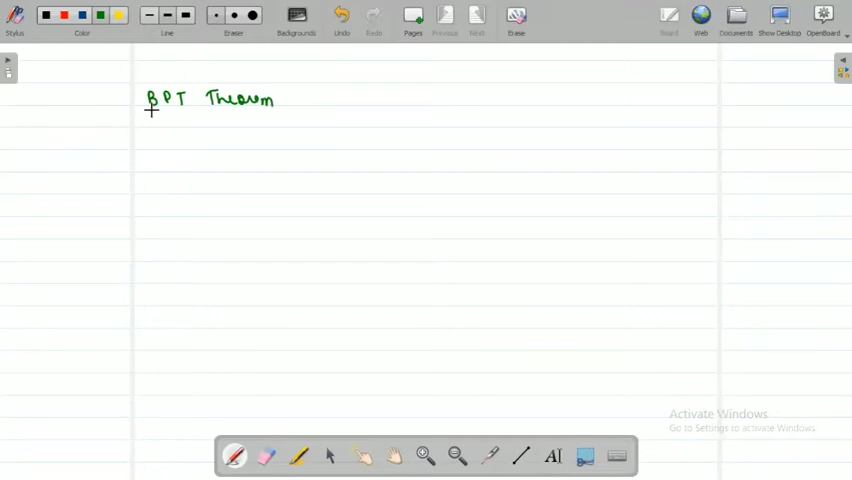 Stylus
Color
Line
Eraser
Backgrounds
Undo
Redo
Pages
Previous
Next
Erase
Board
Web
Documents
Show Desktop
OpenBoard
BPT Theorem
Activate Windows
Go to Settings to activate Windows.